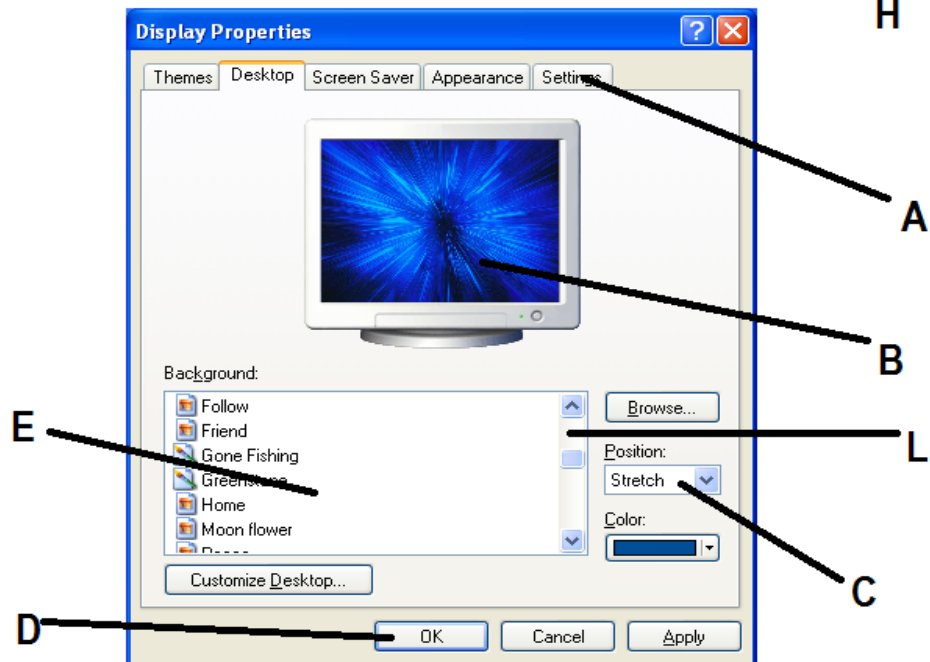 H
Display Properties
Themes Desktop Screen Saver Appearance Settings
A
B
Background:
Follow
Friend
Gone Fishing
Greenstone
Home
Moon flower
Browse...
Position:
Stretch
Color:
E
L
C
Customize Desktop...
D
OK Cancel Apply